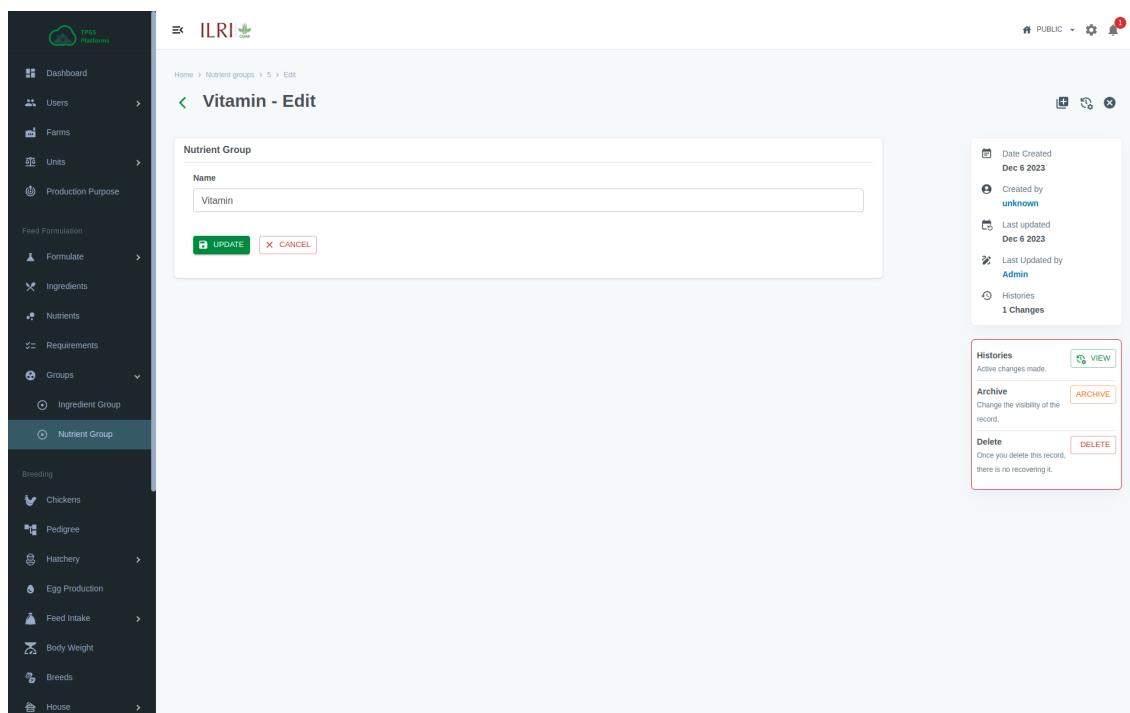 TPGS
Platforms
ILRI
CGIAR
PUBLIC
1
Dashboard
Users
Farms
Units
Production Purpose
Feed Formulation
Formulate
Ingredients
Nutrients
Requirements
Groups
Ingredient Group
Nutrient Group
Breeding
Chickens
Pedigree
Hatchery
Egg Production
Feed Intake
Body Weight
Breeds
House
Home > Nutrient groups > 5 > Edit
Vitamin - Edit
Nutrient Group
Name
Vitamin
UPDATE
CANCEL
Date Created
Dec 6 2023
Created by
unknown
Last updated
Dec 6 2023
Last Updated by
Admin
Histories
1 Changes
Histories
VIEW
Active changes made.
Archive
ARCHIVE
Change the visibility of the
record.
Delete
DELETE
Once you delete this record,
there is no recovering it.